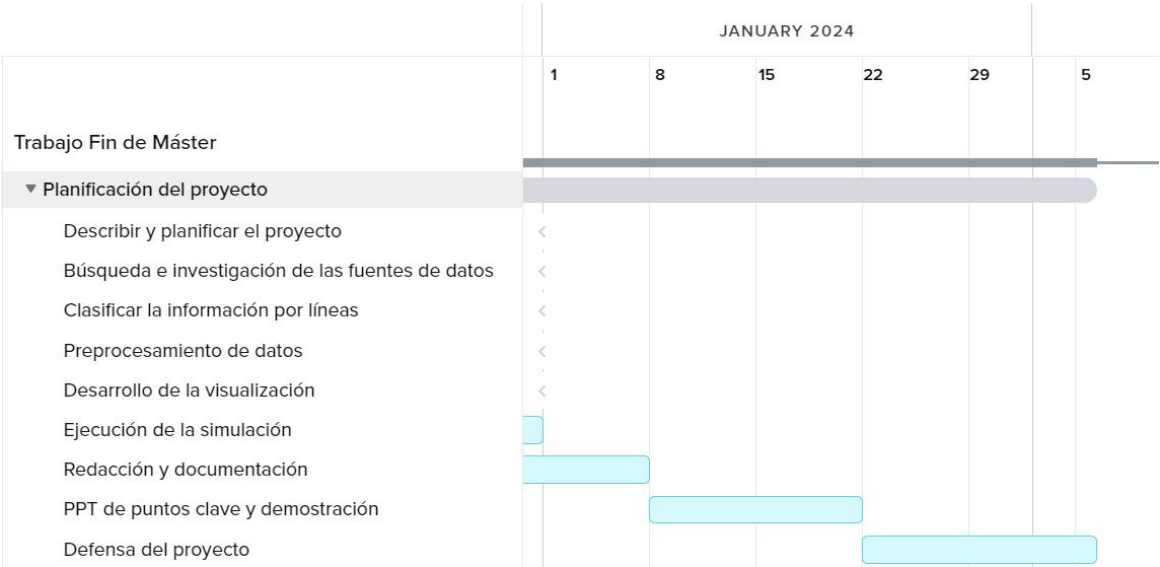 JANUARY 2024
1 8 15 22 29 5
Trabajo Fin de Máster
Planificación del proyecto
Describir y planificar el proyecto
Búsqueda e investigación de las fuentes de datos
Clasificar la información por líneas
Preprocesamiento de datos
Desarrollo de la visualización
Ejecución de la simulación
Redacción y documentación
PPT de puntos clave y demostración
Defensa del proyecto